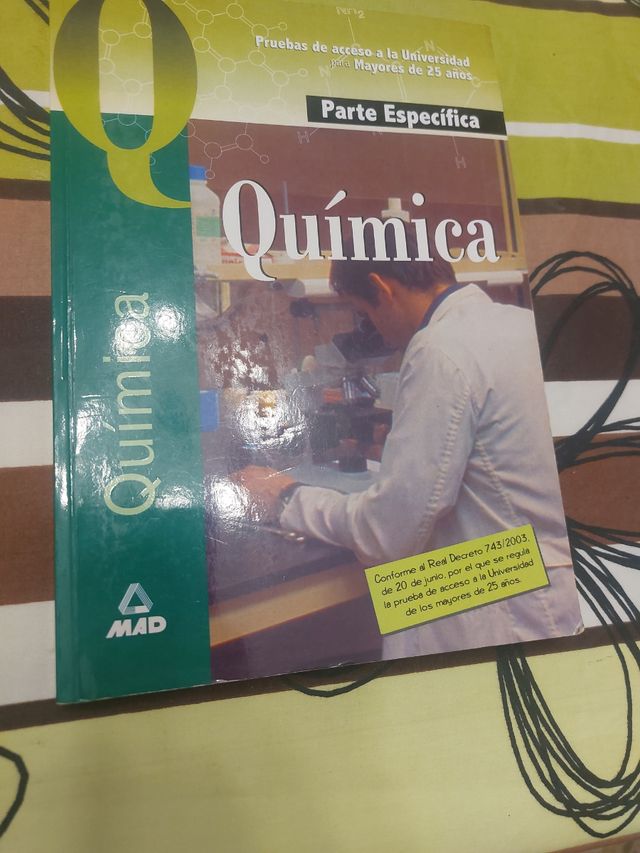 Pruebas de acceso a la Universidad
para Mayores de 25 años
Parte Específica
Q
Química
Química
Conforme al Real Decreto 743/2003,
de 20 de junio, por el que se regula
la prueba de acceso a la Universidad
de los mayores de 25 años.
MAD